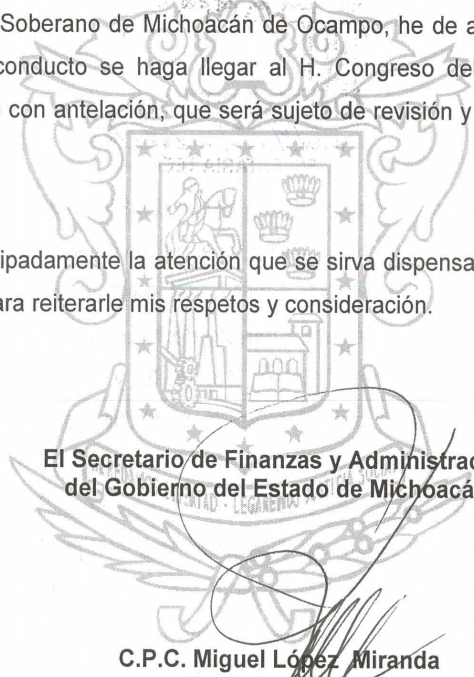 Soberano de Michoacán de Ocampo, he de a
conducto se haga llegar al H. Congreso del
con antelación, que será sujeto de revisión y
ipadamente la atención que se sirva dispensa
ara reiterarle mis respetos y consideración.
El Secretario de Finanzas y Administrac
del Gobierno del Estado de Michoacá
LEGAREMOS
C.P.C. Miguel López Miranda